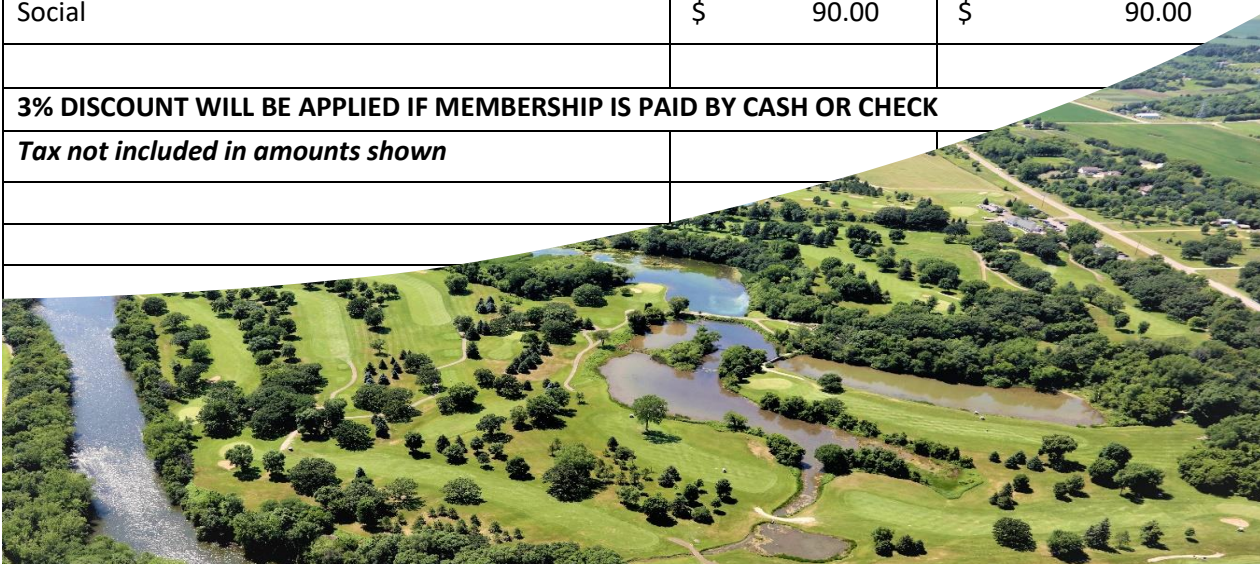 Social $ 90.00 $ 90.00
3% DISCOUNT WILL BE APPLIED IF MEMBERSHIP IS PAID BY CASH OR CHECK
Tax not included in amounts shown